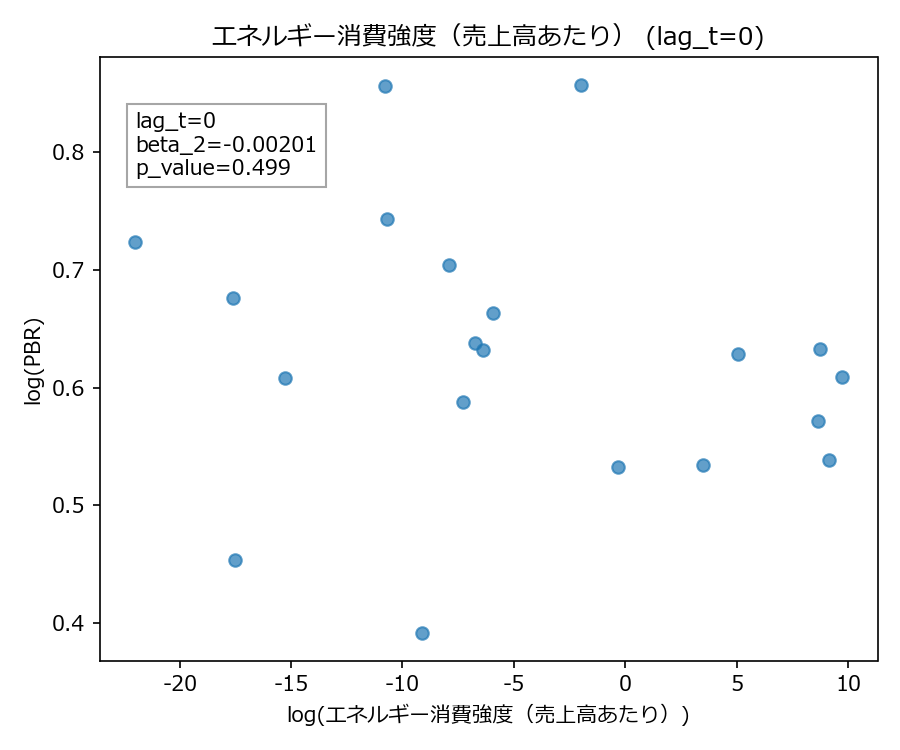 エネルギー消費強度（売上高あたり） (lag_t=0)
lag_t=0
beta_2=-0.00201
p_value=0.499
log(PBR)
0.8
0.7
0.6
0.5
0.4
-20 -15 -10 -5 0 5 10
log(エネルギー消費強度（売上高あたり）)